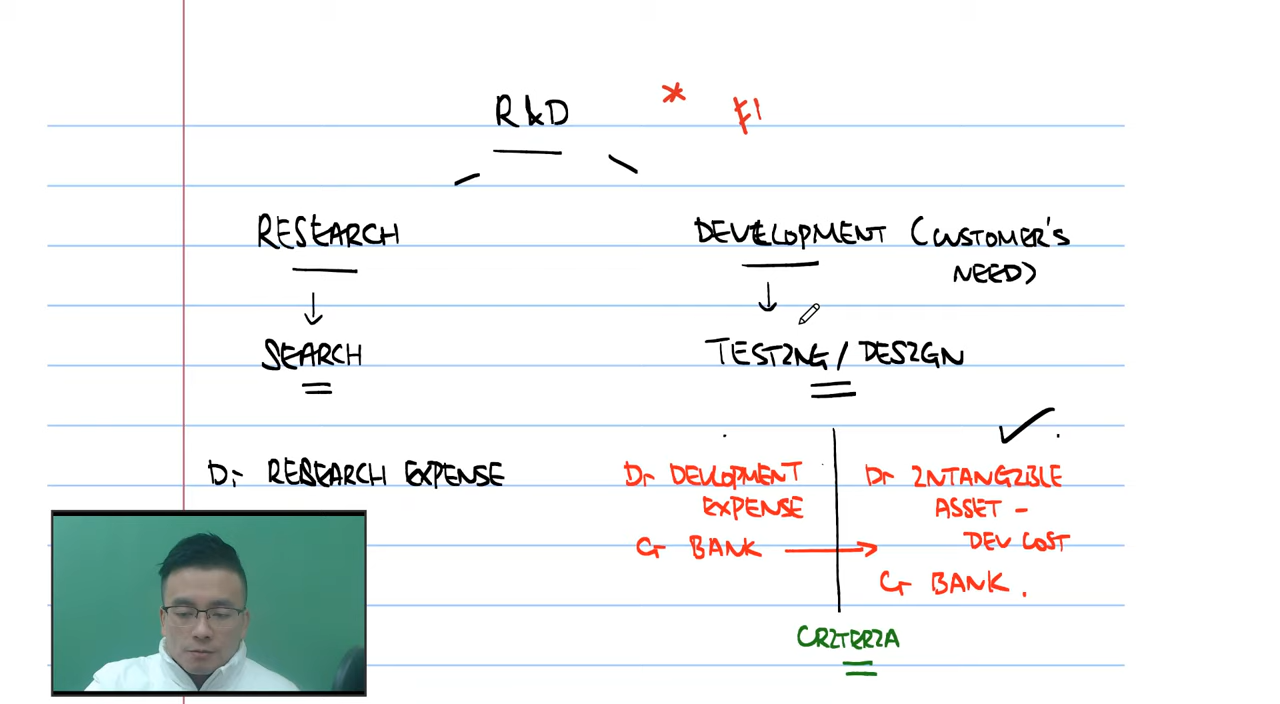 R&D * F1
RESEARCH
DEVELOPMENT (CUSTOMER'S
NEED)
SEARCH
TESTING / DESIGN
Dr RESEARCH EXPENSE
Dr DEVLOPMENT
EXPENSE
Cr BANK
Dr INTANGIBLE
ASSET -
DEV COST
Cr BANK.
CRITERIA